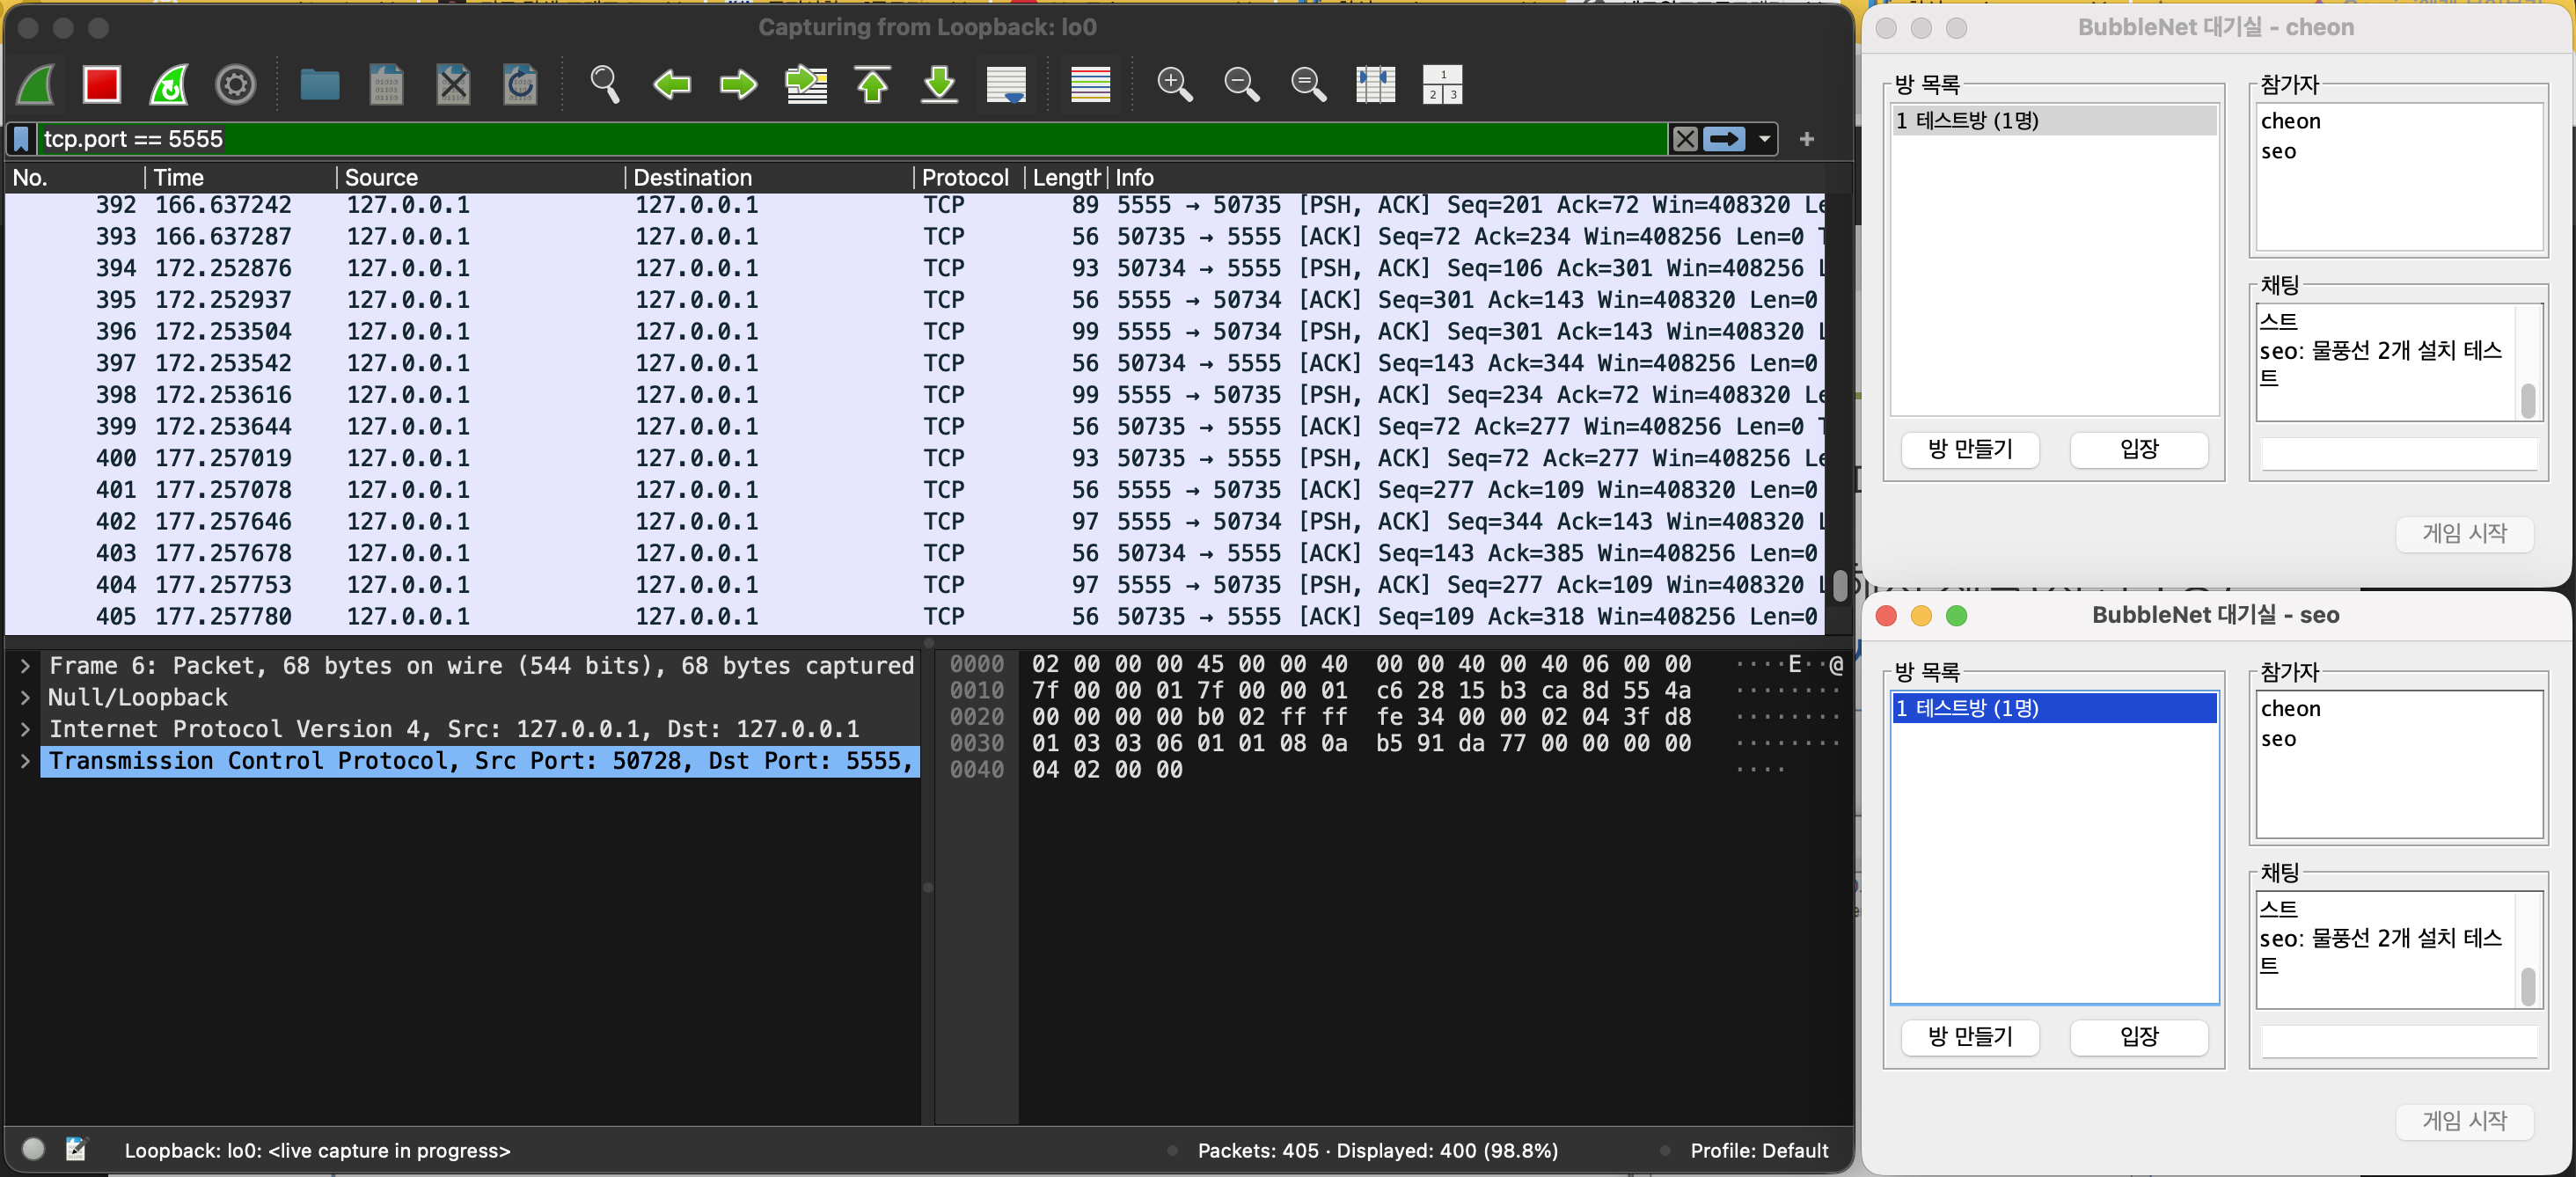 Capturing from Loopback: lo0
tcp.port == 5555
No. Time Source Destination Protocol Length Info
392 166.637242 127.0.0.1 127.0.0.1 TCP 89 5555 → 50735 [PSH, ACK] Seq=201 Ack=72 Win=408320 Le
393 166.637287 127.0.0.1 127.0.0.1 TCP 56 50735 → 5555 [ACK] Seq=72 Ack=234 Win=408256 Len=0 T
394 172.252876 127.0.0.1 127.0.0.1 TCP 93 50734 → 5555 [PSH, ACK] Seq=106 Ack=301 Win=408256 L
395 172.252937 127.0.0.1 127.0.0.1 TCP 56 5555 → 50734 [ACK] Seq=301 Ack=143 Win=408320 Len=0
396 172.253504 127.0.0.1 127.0.0.1 TCP 99 5555 → 50734 [PSH, ACK] Seq=301 Ack=143 Win=408320 L
397 172.253542 127.0.0.1 127.0.0.1 TCP 56 50734 → 5555 [ACK] Seq=143 Ack=344 Win=408256 Len=0
398 172.253616 127.0.0.1 127.0.0.1 TCP 99 5555 → 50735 [PSH, ACK] Seq=234 Ack=72 Win=408320 Le
399 172.253644 127.0.0.1 127.0.0.1 TCP 56 50735 → 5555 [ACK] Seq=72 Ack=277 Win=408256 Len=0 T
400 177.257019 127.0.0.1 127.0.0.1 TCP 93 50735 → 5555 [PSH, ACK] Seq=72 Ack=277 Win=408256 Le
401 177.257078 127.0.0.1 127.0.0.1 TCP 56 5555 → 50735 [ACK] Seq=277 Ack=109 Win=408320 Len=0
402 177.257646 127.0.0.1 127.0.0.1 TCP 97 5555 → 50734 [PSH, ACK] Seq=344 Ack=143 Win=408320 L
403 177.257678 127.0.0.1 127.0.0.1 TCP 56 50734 → 5555 [ACK] Seq=143 Ack=385 Win=408256 Len=0
404 177.257753 127.0.0.1 127.0.0.1 TCP 97 5555 → 50735 [PSH, ACK] Seq=277 Ack=109 Win=408320 L
405 177.257780 127.0.0.1 127.0.0.1 TCP 56 50735 → 5555 [ACK] Seq=109 Ack=318 Win=408256 Len=0
Frame 6: Packet, 68 bytes on wire (544 bits), 68 bytes captured
Null/Loopback
Internet Protocol Version 4, Src: 127.0.0.1, Dst: 127.0.0.1
Transmission Control Protocol, Src Port: 50728, Dst Port: 5555,
0000 02 00 00 00 45 00 00 40 00 00 40 00 40 06 00 00 ····E··@
0010 7f 00 00 01 7f 00 00 01 c6 28 15 b3 ca 8d 55 4a ········
0020 00 00 00 00 b0 02 ff ff fe 34 00 00 02 04 3f d8 ········
0030 01 03 03 06 01 01 08 0a b5 91 da 77 00 00 00 00 ········
0040 04 02 00 00 ····
Loopback: lo0: <live capture in progress>
Packets: 405 · Displayed: 400 (98.8%)
Profile: Default
BubbleNet 대기실 - cheon
방 목록
1 테스트방 (1명)
방 만들기
입장
참가자
cheon
seo
채팅
스트
seo: 물풍선 2개 설치 테스
트
게임 시작
BubbleNet 대기실 - seo
방 목록
1 테스트방 (1명)
방 만들기
입장
참가자
cheon
seo
채팅
스트
seo: 물풍선 2개 설치 테스
트
게임 시작